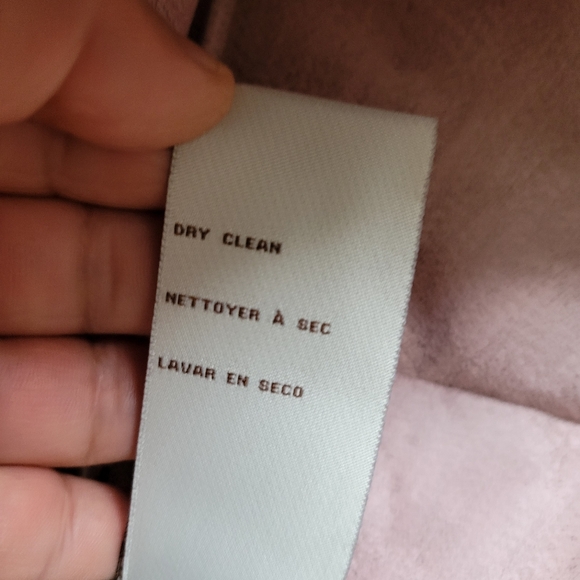 DRY CLEAN
NETTOYER À SEC
LAVAR EN SECO